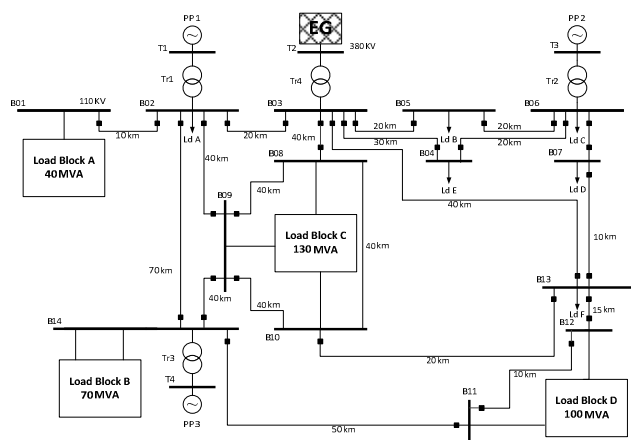 PP1
EG
PP2
T1
T2
380 KV
T3
Tr1
Tr4
Tr2
B01
110 KV
B02
B03
B05
B06
10 km
Ld A
20 km
40 km
20 km
30 km
Ld B
20 km
20 km
Ld C
Load Block A
40 MVA
40 km
B08
B04
B07
Ld E
Ld D
B09
40 km
40 km
Load Block C
130 MVA
40 km
10 km
70 km
40 km
40 km
B13
B14
B10
Ld F
15 km
B12
Tr3
20 km
Load Block B
70 MVA
T4
10 km
B11
Load Block D
100 MVA
PP3
50 km